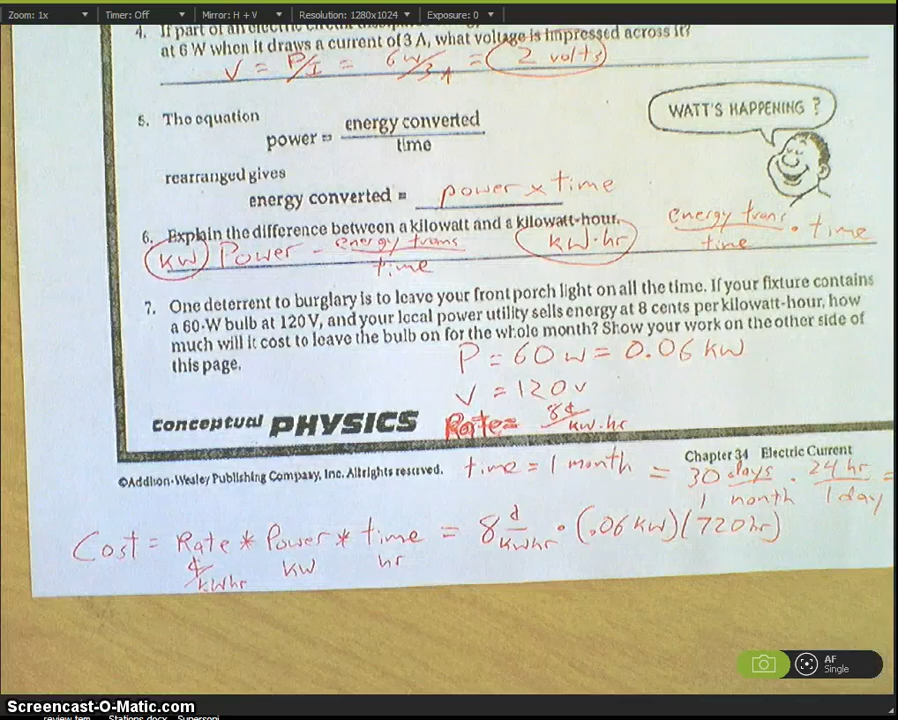 Zoom: 1x Timer: Off Mirror: H + V Resolution: 1280x1024 Exposure: 0
4. If part of an electric circuit
at 6 W when it draws a current of 3 A, what voltage is impressed across it?
V = P/I = 6W/3A = 2 volts
5. The equation
power = energy converted
time
WATT'S HAPPENING?
rearranged gives
energy converted = power x time
6. Explain the difference between a kilowatt and a kilowatt-hour.
kW Power - energy trans
time
kW·hr
energy trans
time
· time
7. One deterrent to burglary is to leave your front porch light on all the time. If your fixture contains
a 60-W bulb at 120 V, and your local power utility sells energy at 8 cents per kilowatt-hour, how
much will it cost to leave the bulb on for the whole month? Show your work on the other side of
this page.
P = 60 W = 0.06 kW
V = 120 V
Rate = 8¢
kW·hr
Conceptual PHYSICS
Chapter 34 Electric Current
©Addison-Wesley Publishing Company, Inc. All rights reserved.
time = 1 month = 30 days · 24 hr =
1 month 1 day
Cost = Rate * Power * time = 8 ¢ · (.06 kW)(720 hr)
kWhr
¢
kWhr
kW hr
AF
Single
Screencast-O-Matic.com
Stations.docx